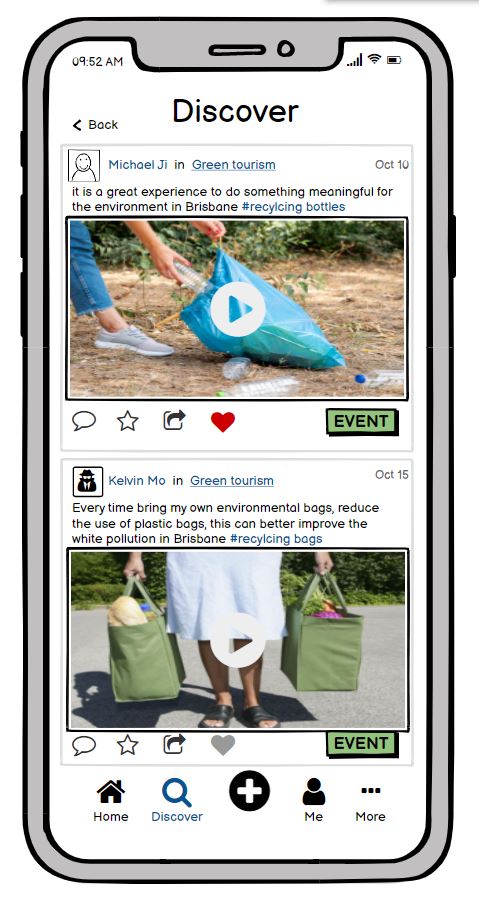 09:52 AM
Discover
Back
Michael Ji in Green tourism Oct 10
it is a great experience to do something meaningful for
the environment in Brisbane #recylcing bottles
EVENT
Kelvin Mo in Green tourism Oct 15
Every time bring my own environmental bags, reduce
the use of plastic bags, this can better improve the
white pollution in Brisbane #recylcing bags
EVENT
Home Discover Me More